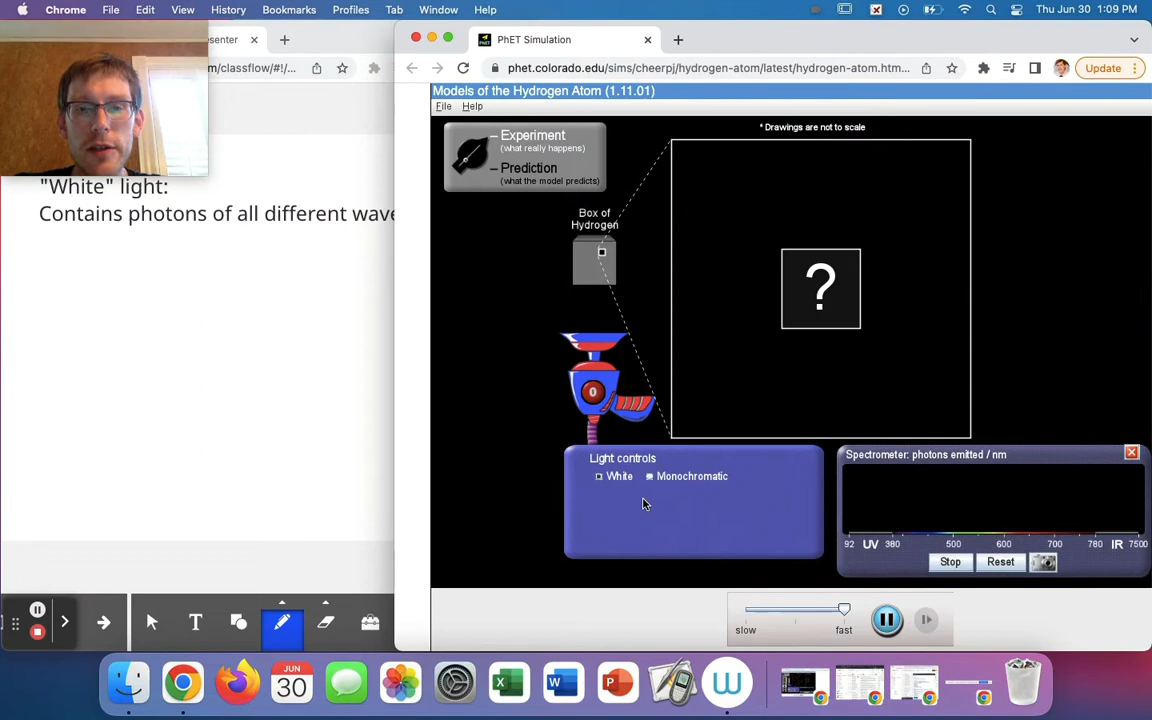 Chrome File Edit View History Bookmarks Profiles Tab Window Help Thu Jun 30 1:09 PM
enter
PhET Simulation
m/classflow/#!/...
phet.colorado.edu/sims/cheerpj/hydrogen-atom/latest/hydrogen-atom.htm...
Update
Models of the Hydrogen Atom (1.11.01)
File Help
Experiment
(what really happens)
Prediction
(what the model predicts)
* Drawings are not to scale
"White" light:
Contains photons of all different wave
Box of
Hydrogen
?
0
Light controls
White Monochromatic
Spectrometer: photons emitted / nm
92 UV 380 500 600 700 780 IR 7500
Stop Reset
slow fast
T
JUN
30
X W P W